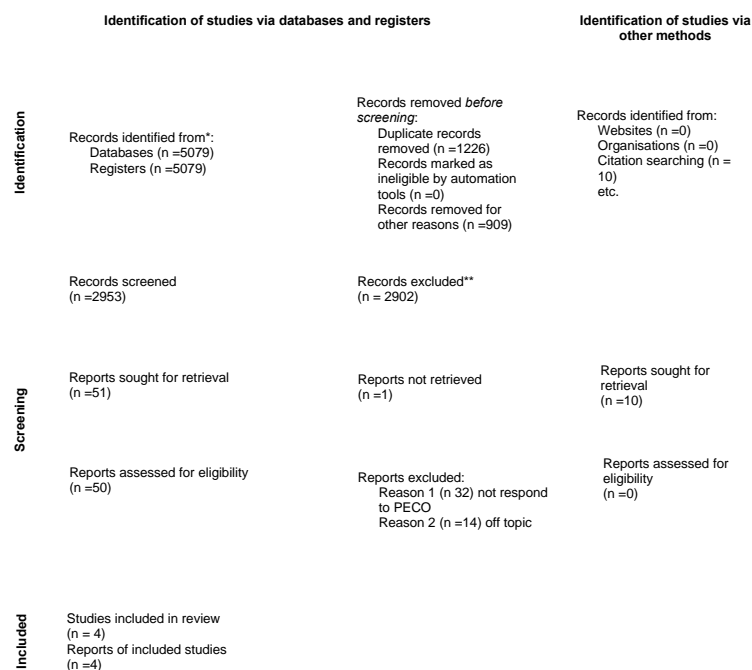 Identification of studies via databases and registers
Identification of studies via
other methods
Identification
Records identified from*:
Databases (n =5079)
Registers (n =5079)
Records removed before
screening:
Duplicate records
removed (n =1226)
Records marked as
ineligible by automation
tools (n =0)
Records removed for
other reasons (n =909)
Records identified from:
Websites (n =0)
Organisations (n =0)
Citation searching (n =
10)
etc.
Screening
Records screened
(n =2953)
Records excluded**
(n = 2902)
Reports sought for retrieval
(n =51)
Reports not retrieved
(n =1)
Reports sought for
retrieval
(n =10)
Reports assessed for eligibility
(n =50)
Reports excluded:
Reason 1 (n 32) not respond
to PECO
Reason 2 (n =14) off topic
Reports assessed for
eligibility
(n =0)
Included
Studies included in review
(n = 4)
Reports of included studies
(n =4)